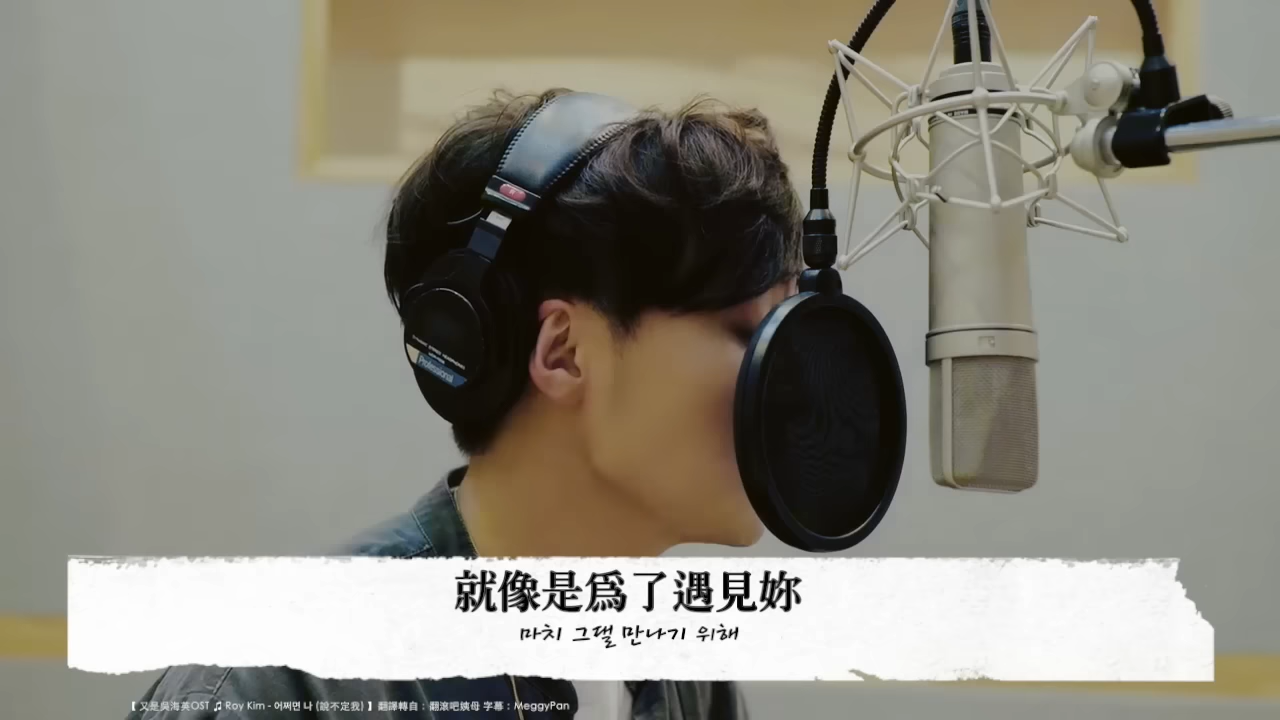 Professional
就像是爲了遇見妳
마치 그댈 만나기 위해
【 又是吳海英OST ♫ Roy Kim - 어쩌면 나 (說不定我) 】 翻譯轉自：翻滾吧姨母 字幕：MeggyPan